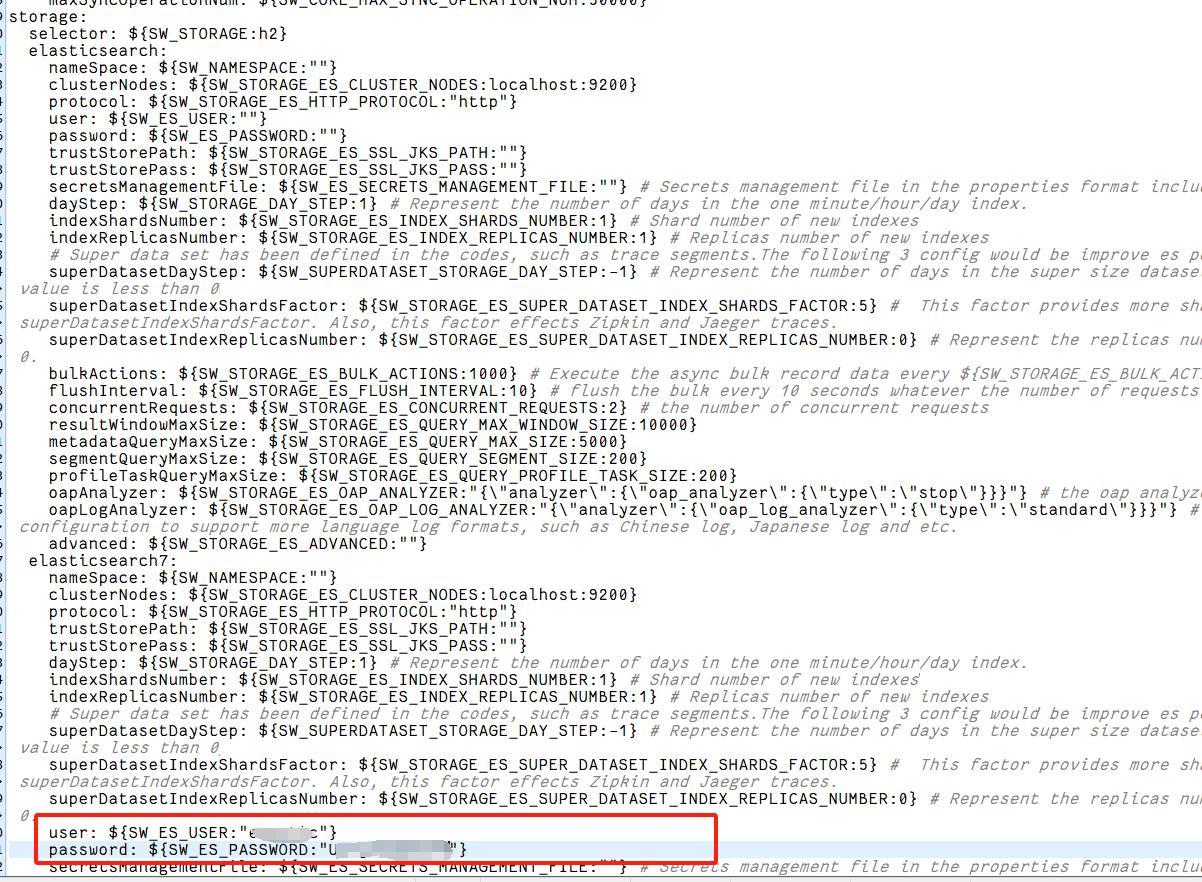 storage:
selector: ${SW_STORAGE:h2}
elasticsearch:
nameSpace: ${SW_NAMESPACE:""}
clusterNodes: ${SW_STORAGE_ES_CLUSTER_NODES:localhost:9200}
protocol: ${SW_STORAGE_ES_HTTP_PROTOCOL:"http"}
user: ${SW_ES_USER:""}
password: ${SW_ES_PASSWORD:""}
trustStorePath: ${SW_STORAGE_ES_SSL_JKS_PATH:""}
trustStorePass: ${SW_STORAGE_ES_SSL_JKS_PASS:""}
secretsManagementFile: ${SW_ES_SECRETS_MANAGEMENT_FILE:""} # Secrets management file in the properties format
dayStep: ${SW_STORAGE_DAY_STEP:1} # Represent the number of days in the one minute/hour/day index.
indexShardsNumber: ${SW_STORAGE_ES_INDEX_SHARDS_NUMBER:1} # Shard number of new indexes
indexReplicasNumber: ${SW_STORAGE_ES_INDEX_REPLICAS_NUMBER:1} # Replicas number of new indexes
# Super data set has been defined in the codes, such as trace segments.The following 3 config would be improve es
superDatasetDayStep: ${SW_SUPERDATASET_STORAGE_DAY_STEP:-1} # Represent the number of days in the super size dataset
value is less than 0
superDatasetIndexShardsFactor: ${SW_STORAGE_ES_SUPER_DATASET_INDEX_SHARDS_FACTOR:5} #  This factor provides more
superDatasetIndexShardsFactor. Also, this factor effects Zipkin and Jaeger traces.
superDatasetIndexReplicasNumber: ${SW_STORAGE_ES_SUPER_DATASET_INDEX_REPLICAS_NUMBER:0} # Represent the replicas
0.
bulkActions: ${SW_STORAGE_ES_BULK_ACTIONS:1000} # Execute the async bulk record data every ${SW_STORAGE_ES_BULK_ACTI
flushInterval: ${SW_STORAGE_ES_FLUSH_INTERVAL:10} # flush the bulk every 10 seconds whatever the number of requests
concurrentRequests: ${SW_STORAGE_ES_CONCURRENT_REQUESTS:2} # the number of concurrent requests
resultWindowMaxSize: ${SW_STORAGE_ES_QUERY_MAX_WINDOW_SIZE:10000}
metadataQueryMaxSize: ${SW_STORAGE_ES_QUERY_MAX_SIZE:5000}
segmentQueryMaxSize: ${SW_STORAGE_ES_QUERY_SEGMENT_SIZE:200}
profileTaskQueryMaxSize: ${SW_STORAGE_ES_QUERY_PROFILE_TASK_SIZE:200}
oapAnalyzer: ${SW_STORAGE_ES_OAP_ANALYZER:"{\"analyzer\":{\"oap_analyzer\":{\"type\":\"stop\"}}}"} # the oap
oapLogAnalyzer: ${SW_STORAGE_ES_OAP_LOG_ANALYZER:"{\"analyzer\":{\"oap_log_analyzer\":{\"type\":\"standard\"}}}"} #
configuration to support more language log formats, such as Chinese log, Japanese log and etc.
advanced: ${SW_STORAGE_ES_ADVANCED:""}
elasticsearch7:
nameSpace: ${SW_NAMESPACE:""}
clusterNodes: ${SW_STORAGE_ES_CLUSTER_NODES:localhost:9200}
protocol: ${SW_STORAGE_ES_HTTP_PROTOCOL:"http"}
trustStorePath: ${SW_STORAGE_ES_SSL_JKS_PATH:""}
trustStorePass: ${SW_STORAGE_ES_SSL_JKS_PASS:""}
dayStep: ${SW_STORAGE_DAY_STEP:1} # Represent the number of days in the one minute/hour/day index.
indexShardsNumber: ${SW_STORAGE_ES_INDEX_SHARDS_NUMBER:1} # Shard number of new indexes
indexReplicasNumber: ${SW_STORAGE_ES_INDEX_REPLICAS_NUMBER:1} # Replicas number of new indexes
# Super data set has been defined in the codes, such as trace segments.The following 3 config would be improve es
superDatasetDayStep: ${SW_SUPERDATASET_STORAGE_DAY_STEP:-1} # Represent the number of days in the super size dataset
value is less than 0
superDatasetIndexShardsFactor: ${SW_STORAGE_ES_SUPER_DATASET_INDEX_SHARDS_FACTOR:5} #  This factor provides more
superDatasetIndexShardsFactor. Also, this factor effects Zipkin and Jaeger traces.
superDatasetIndexReplicasNumber: ${SW_STORAGE_ES_SUPER_DATASET_INDEX_REPLICAS_NUMBER:0} # Represent the replicas
0.
user: ${SW_ES_USER:"
password: ${SW_ES_PASSWORD:"
secretsManagementFile: ${SW_ES_SECRETS_MANAGEMENT_FILE:""} # Secrets management file in the properties format